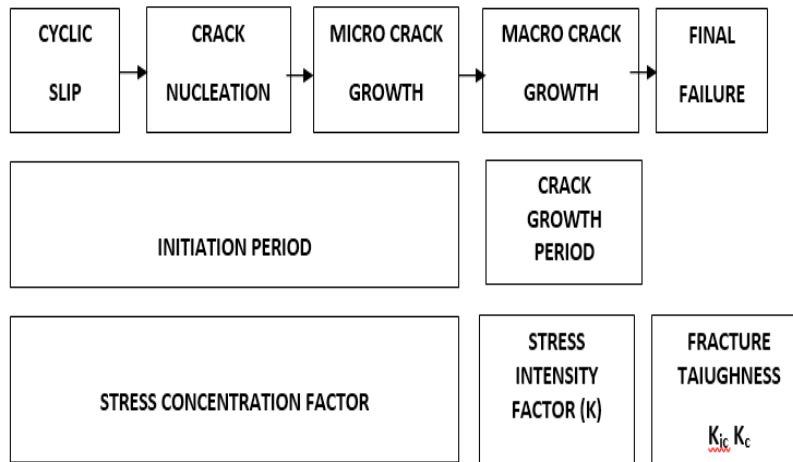 CYCLIC
SLIP
CRACK
NUCLEATION
MICRO CRACK
GROWTH
MACRO CRACK
GROWTH
FINAL
FAILURE
INITIATION PERIOD
CRACK
GROWTH
PERIOD
STRESS CONCENTRATION FACTOR
STRESS
INTENSITY
FACTOR (K)
FRACTURE
TAIUGHNESS
Kic Kc